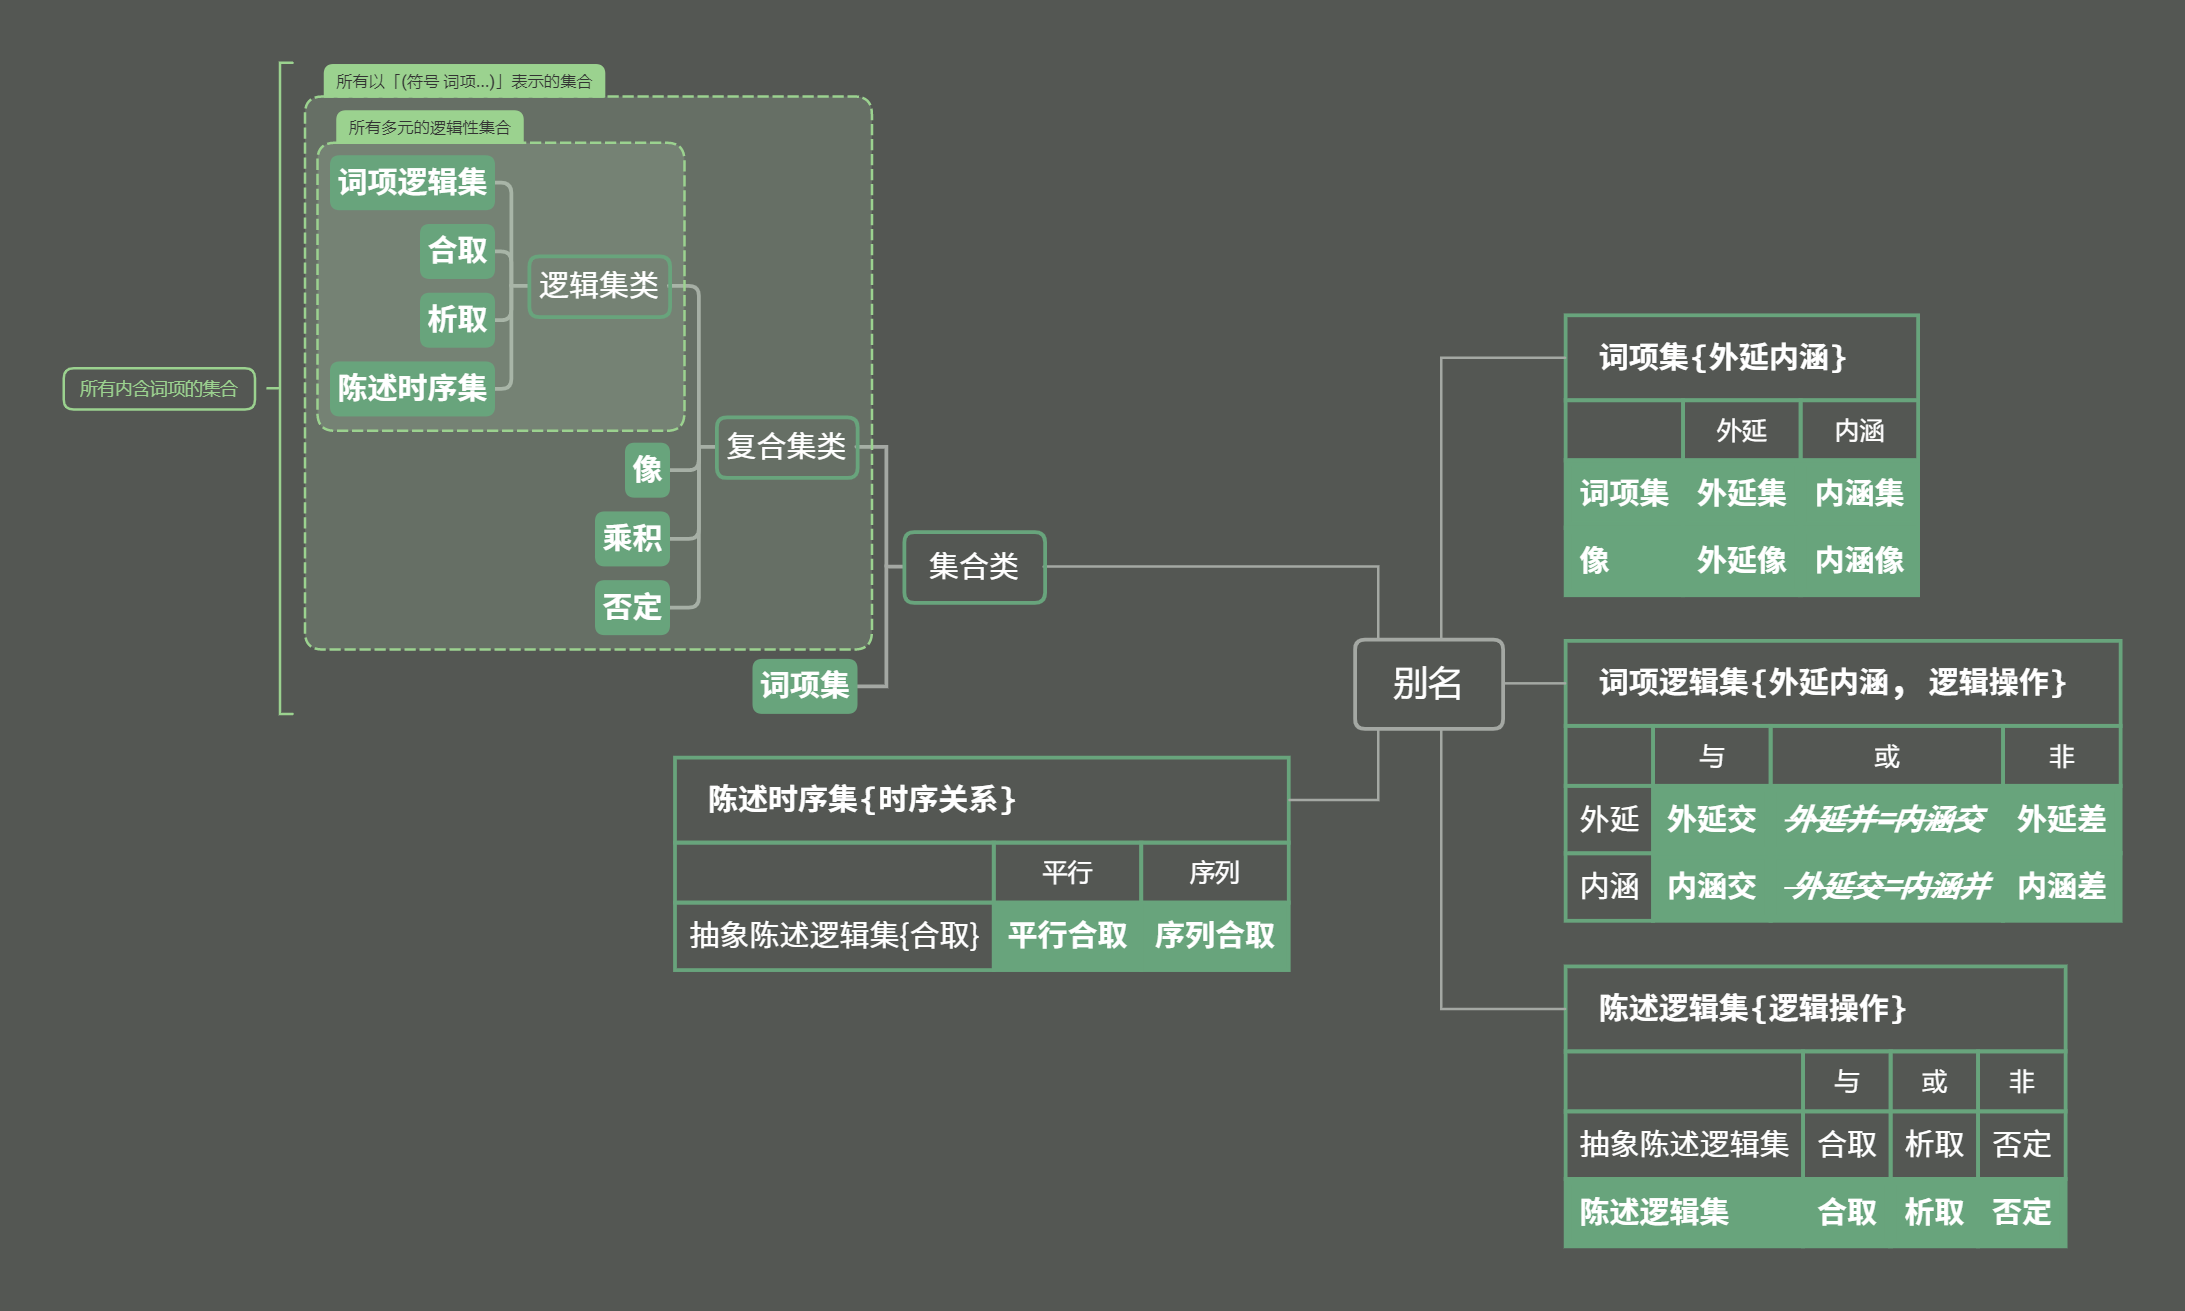 所有以「(符号 词项...)」表示的集合
所有多元的逻辑性集合
词项逻辑集
合取
析取
陈述时序集
逻辑集类
像
乘积
否定
复合集类
词项集
集合类
所有内含词项的集合
别名
词项集{外延内涵}
外延 内涵
词项集 外延集 内涵集
像 外延像 内涵像
词项逻辑集{外延内涵, 逻辑操作}
与 或 非
外延 外延交 外延并=内涵交 外延差
内涵 内涵交 外延交=内涵并 内涵差
陈述时序集{时序关系}
平行 序列
抽象陈述逻辑集{合取} 平行合取 序列合取
陈述逻辑集{逻辑操作}
与 或 非
抽象陈述逻辑集 合取 析取 否定
陈述逻辑集 合取 析取 否定